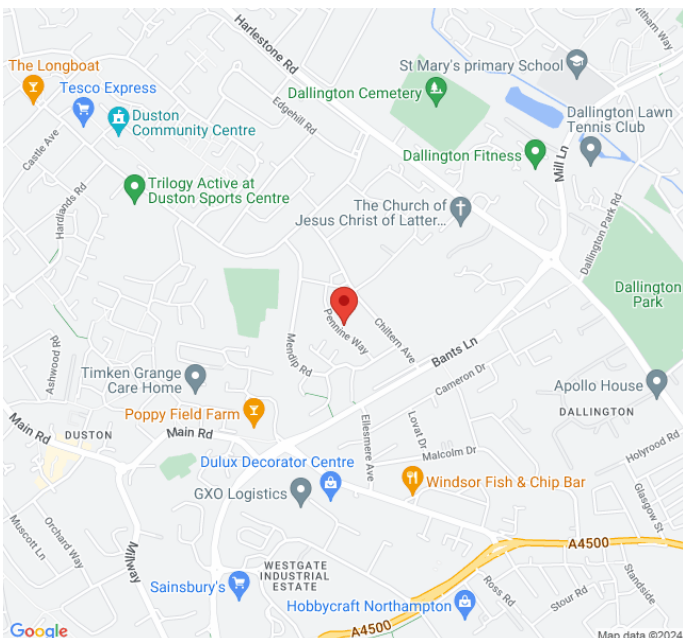 Harlestone Rd
Witham Way
St Mary's primary School
The Longboat
Tesco Express
Dallington Cemetery
Edgehill Rd
Duston
Community Centre
Dallington Lawn
Tennis Club
Castle Ave
Dallington Fitness
Mill Ln
Trilogy Active at
Duston Sports Centre
Hardlands Rd
The Church of
Jesus Christ of Latter...
Dallington Park Rd
Dallington
Park
Pennine Way
Chiltern Ave
Mendip Rd
Bants Ln
Ashwood Rd
Timken Grange
Care Home
Cameron Dr
Apollo House
DALLINGTON
Poppy Field Farm
Main Rd
Main Rd
DUSTON
Ellesmere Ave
Lovat Dr
Malcolm Dr
Holyrood Rd
Dulux Decorator Centre
Windsor Fish & Chip Bar
GXO Logistics
Glasgow St
Orchard Way
Muscott Ln
Millway
A4500
WESTGATE
INDUSTRIAL
ESTATE
Sainsbury's
Ross Rd
Stour Rd
Standside
Hobbycraft Northampton
A4500
Google
Map data ©2024